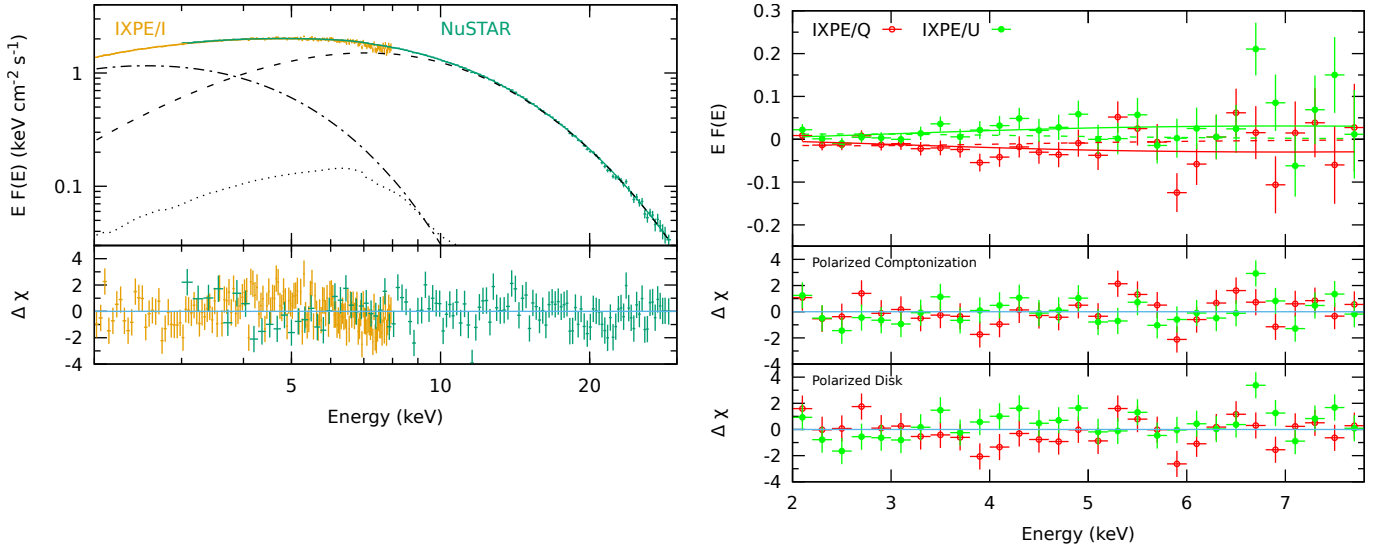 IXPE/I NuSTAR
E F(E) (keV cm-2 s-1)
1
0.1
Δ χ
4
2
0
-2
-4
5 10 20
Energy (keV)
IXPE/Q IXPE/U
E F(E)
0.3
0.2
0.1
0
-0.1
-0.2
Polarized Comptonization
Δ χ
4
2
0
-2
-4
Polarized Disk
Δ χ
4
2
0
-2
-4
2 3 4 5 6 7
Energy (keV)